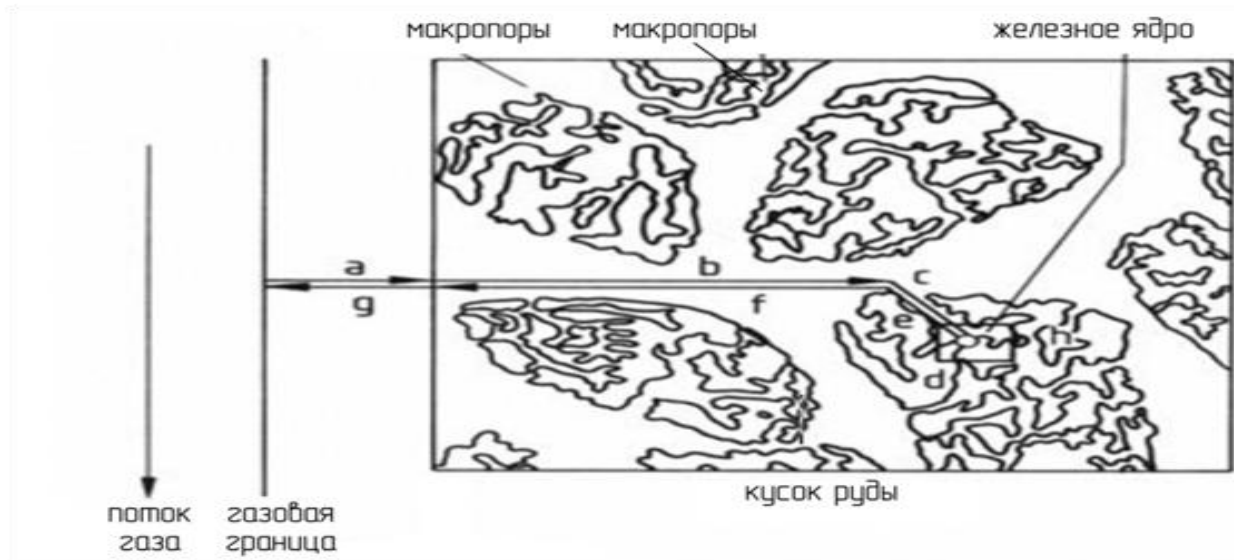 макропоры макропоры железное ядро
a b c
g f e h
d
кусок руды
поток газовая
газа граница